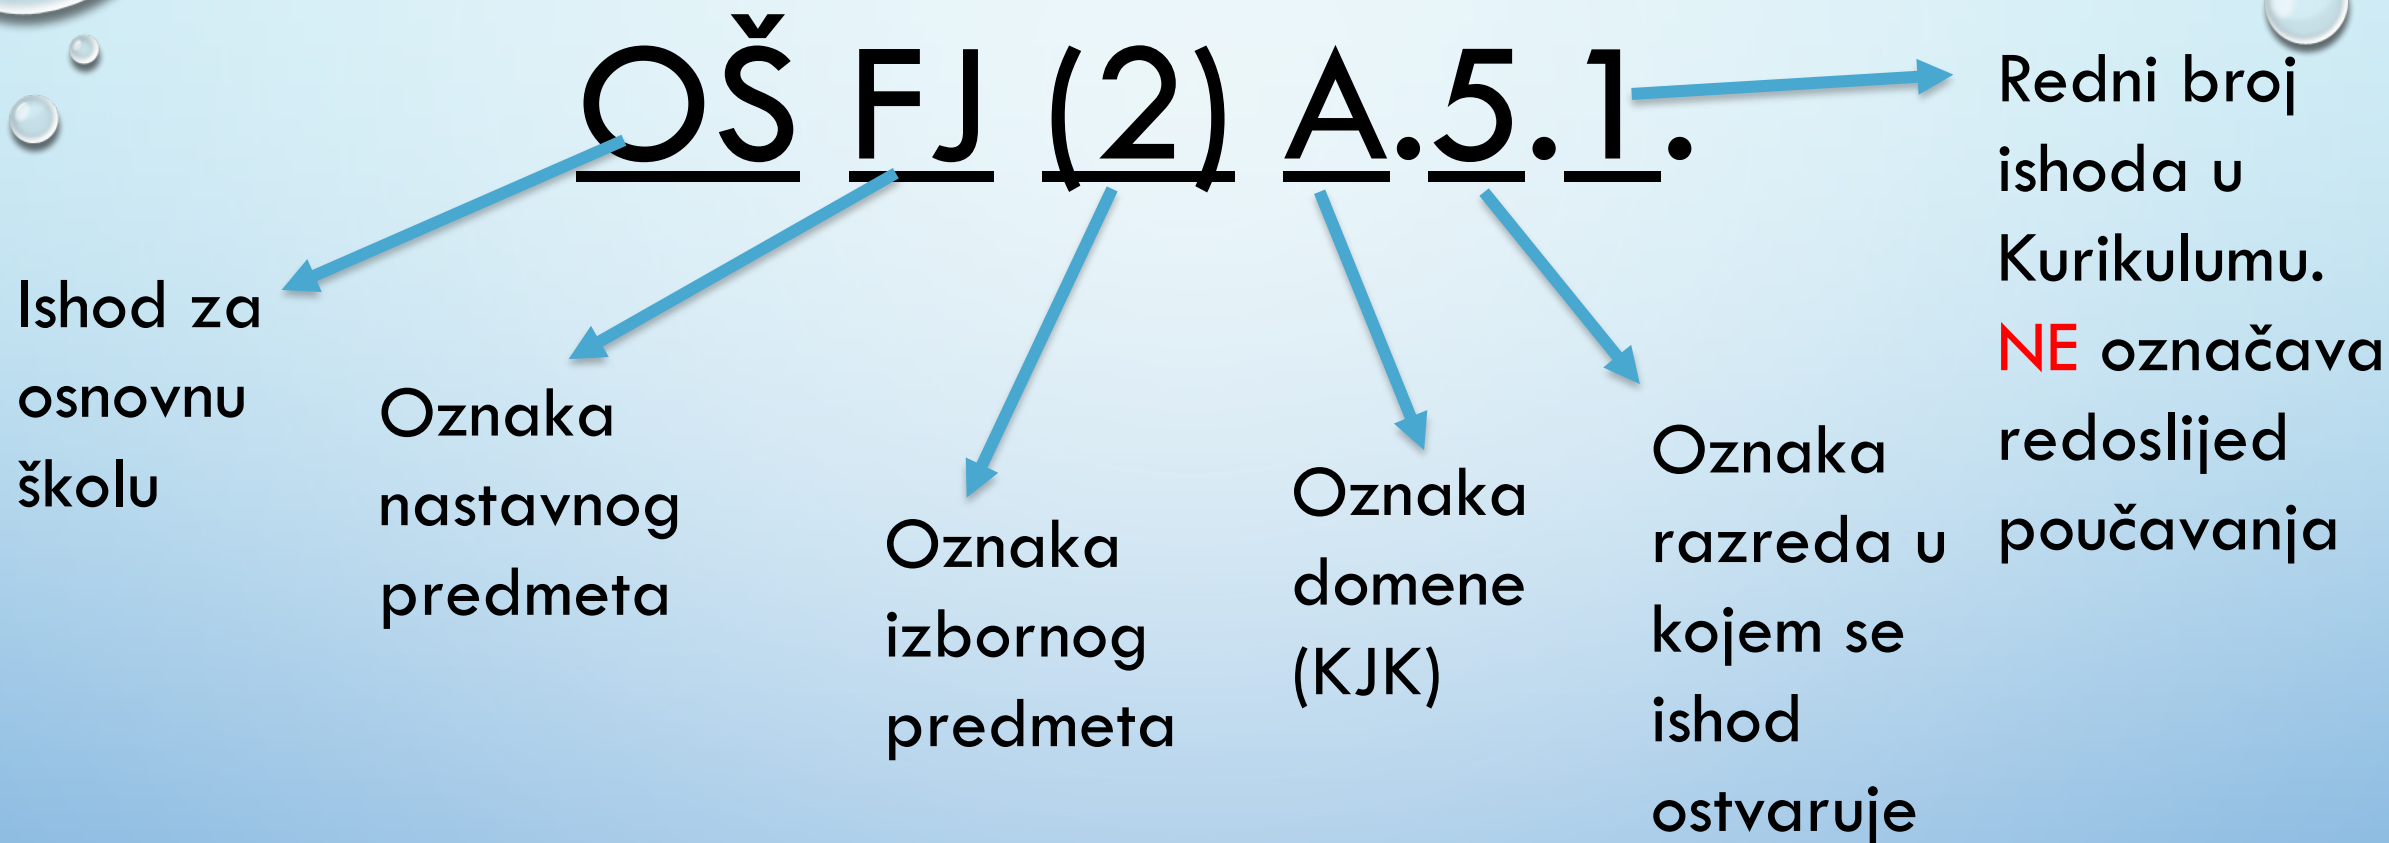 OŠ FJ (2) A.5.1.
Ishod za
osnovnu
školu
Oznaka
nastavnog
predmeta
Oznaka
izbornog
predmeta
Oznaka
domene
(KJK)
Oznaka
razreda u
kojem se
ishod
ostvaruje
Redni broj
ishoda u
Kurikulumu.
NE označava
redoslijed
poučavanja